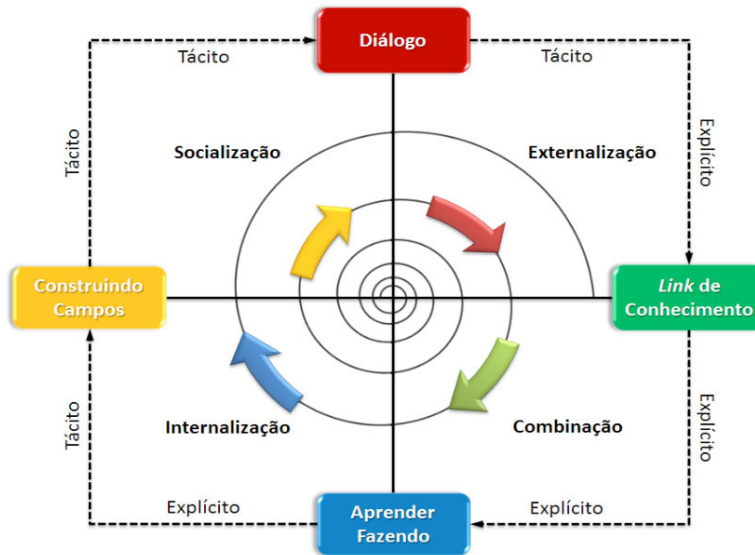 Diálogo
Tácito
Tácito
Tácito
Explícito
Socialização
Externalização
Construindo
Campos
Link de
Conhecimento
Internalização
Combinação
Tácito
Explícito
Explícito
Explícito
Aprender
Fazendo